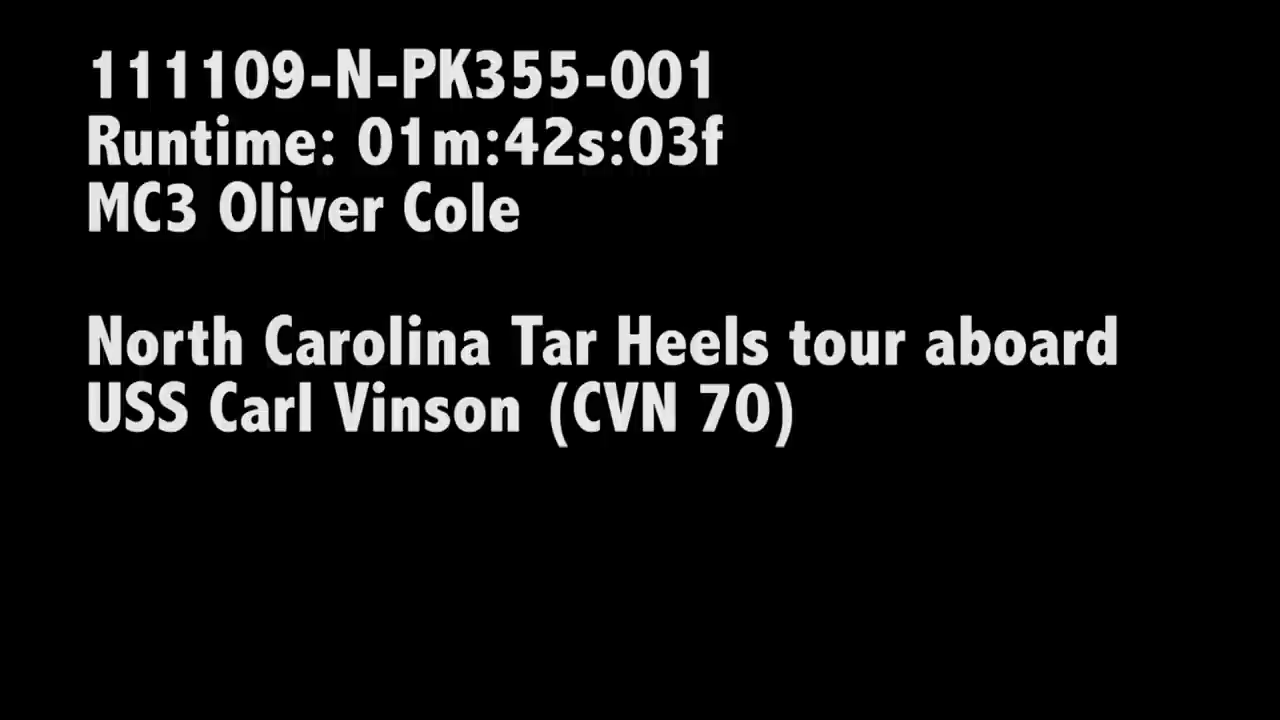 111109-N-PK355-001
Runtime: 01m:42s:03f
MC3 Oliver Cole
North Carolina Tar Heels tour aboard
USS Carl Vinson (CVN 70)